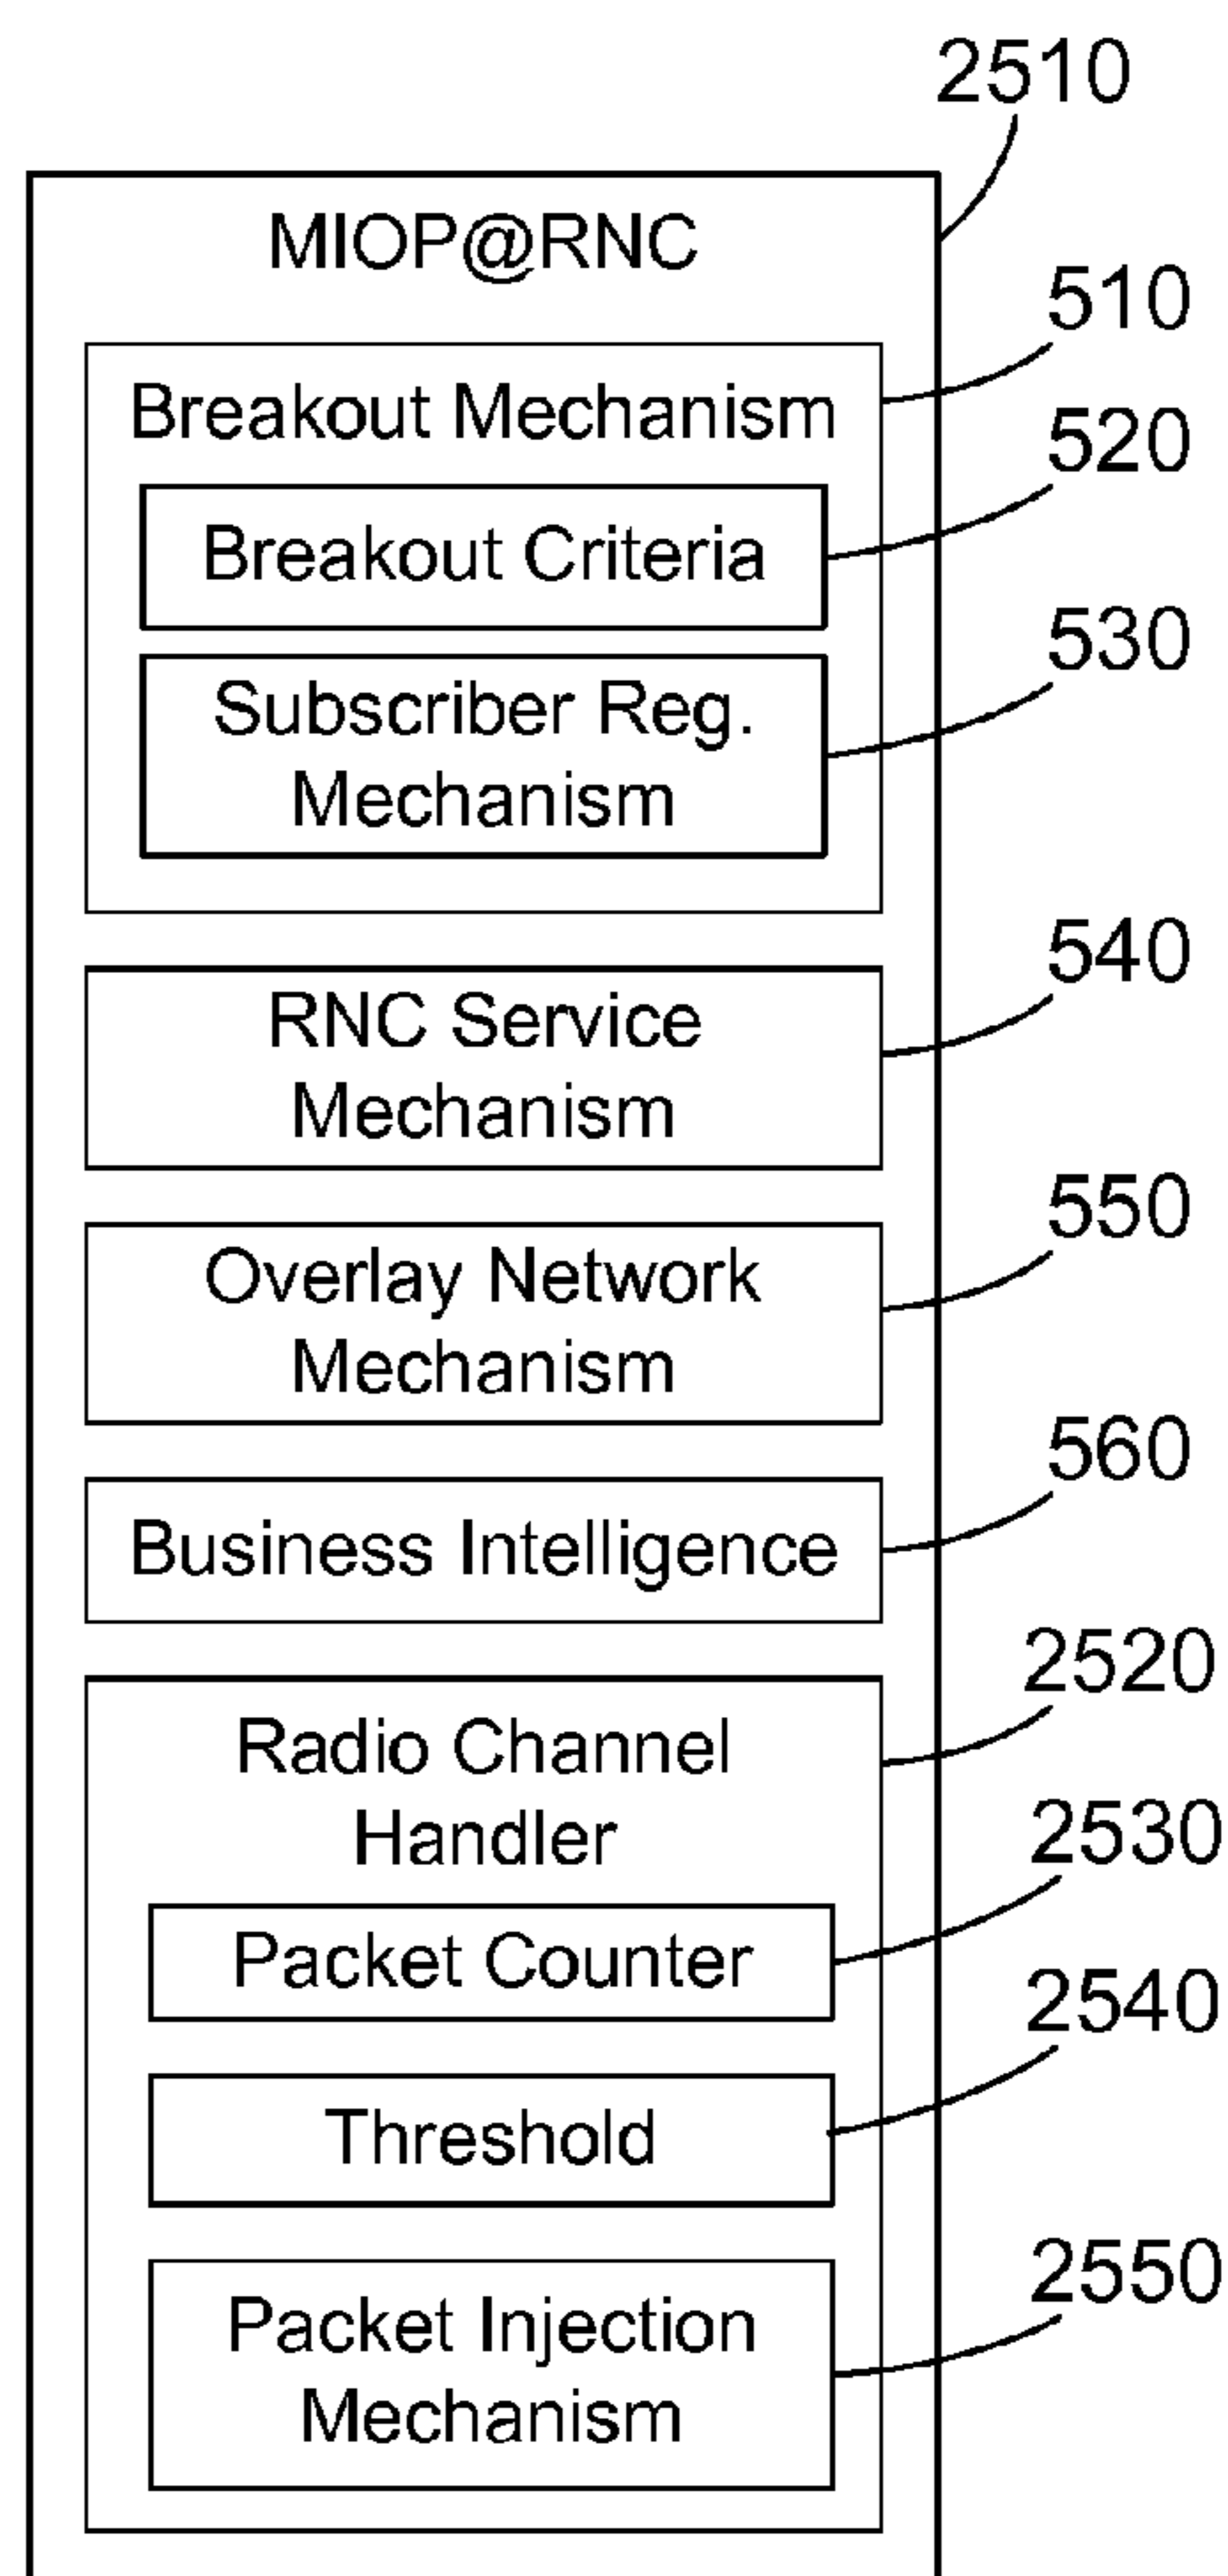 2510
MIOP@RNC
510
Breakout Mechanism
520
Breakout Criteria
530
Subscriber Reg.
Mechanism
540
RNC Service
Mechanism
550
Overlay Network
Mechanism
560
Business Intelligence
2520
Radio Channel
Handler
2530
Packet Counter
2540
Threshold
2550
Packet Injection
Mechanism